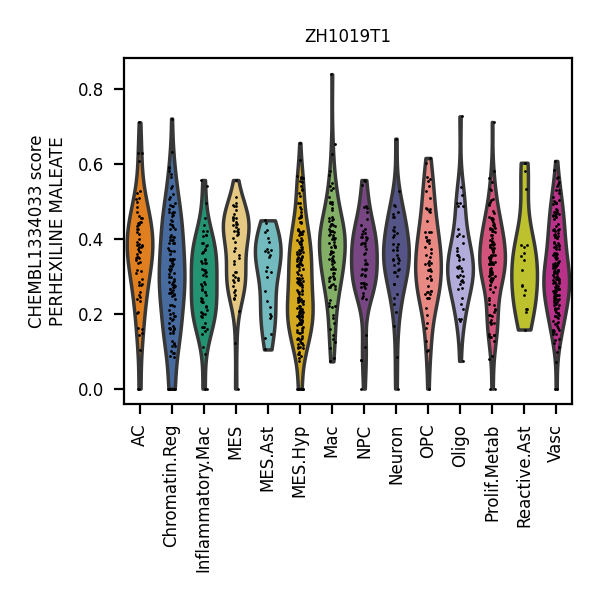 ZH1019T1
CHEMBL1334033 score
PERHEXILINE MALEATE
0.8
0.6
0.4
0.2
0.0
AC
Chromatin.Reg
Inflammatory.Mac
MES
MES.Ast
MES.Hyp
Mac
NPC
Neuron
OPC
Oligo
Prolif.Metab
Reactive.Ast
Vasc